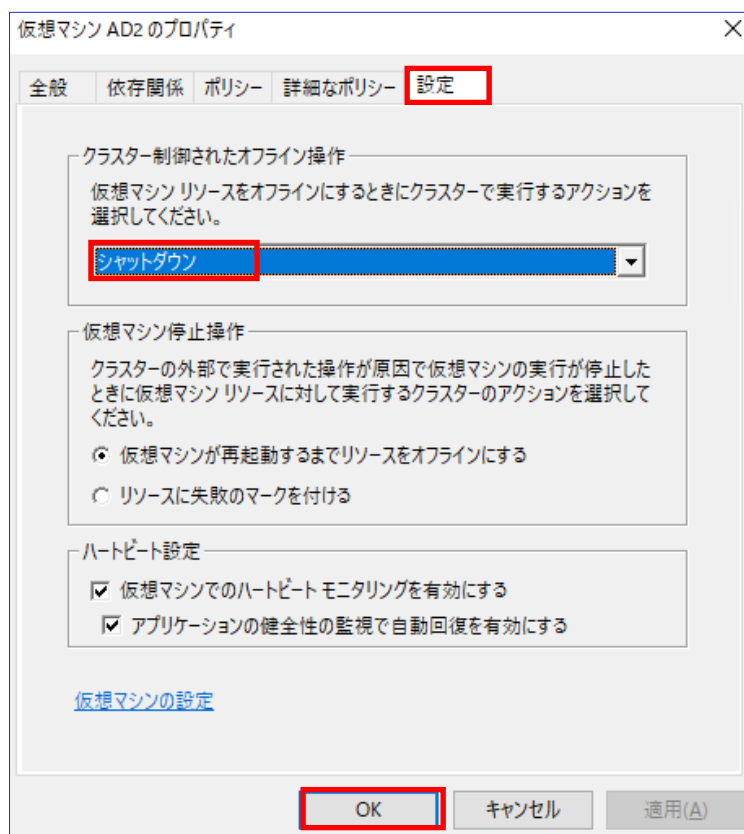 仮想マシン AD2 のプロパティ
全般 依存関係 ポリシー 詳細なポリシー 設定
クラスター制御されたオフライン操作
仮想マシン リソースをオフラインにするときにクラスターで実行するアクションを
選択してください。
シャットダウン
仮想マシン停止操作
クラスターの外部で実行された操作が原因で仮想マシンの実行が停止した
ときに仮想マシン リソースに対して実行するクラスターのアクションを選択して
ください。
仮想マシンが再起動するまでリソースをオフラインにする
リソースに失敗のマークを付ける
ハートビート設定
仮想マシンでのハートビート モニタリングを有効にする
アプリケーションの健全性の監視で自動回復を有効にする
仮想マシンの設定
OK キャンセル 適用(A)